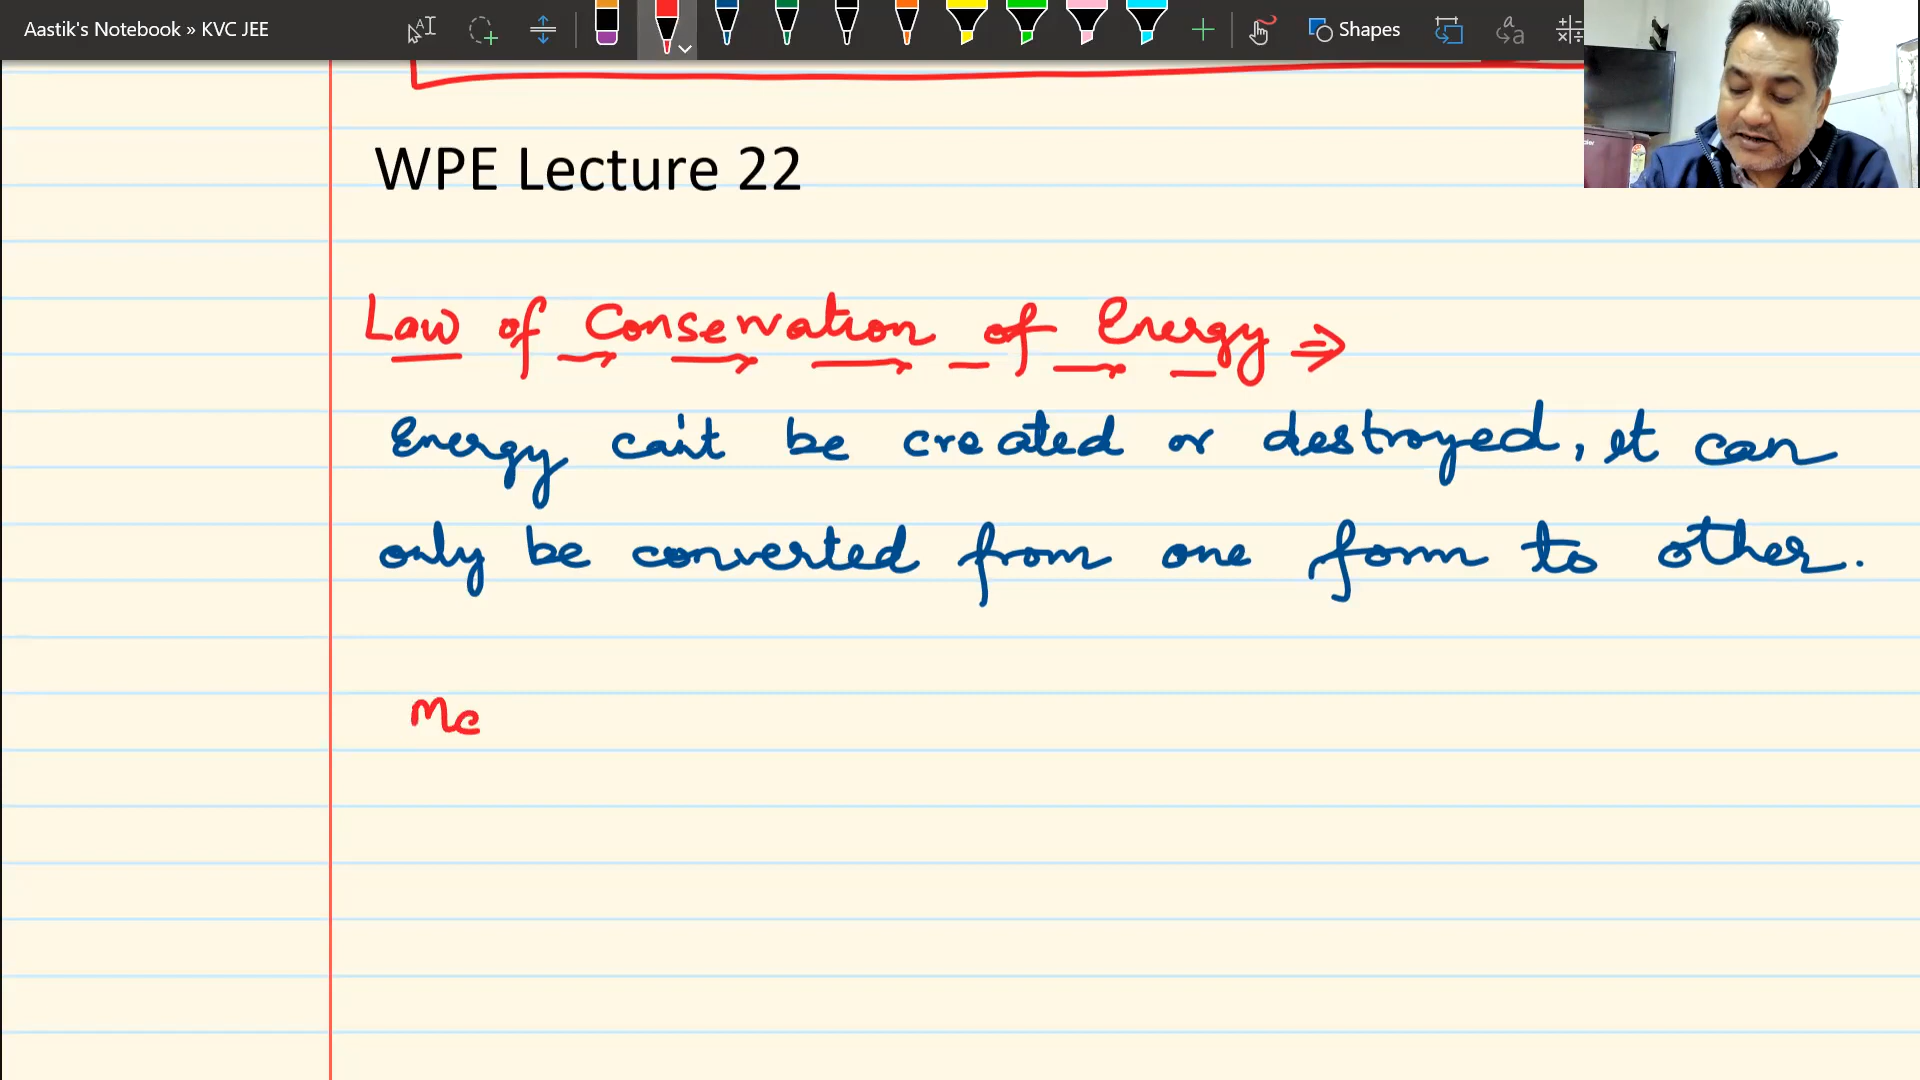 Aastik's Notebook » KVC JEE
Shapes
WPE Lecture 22
Law of Conservation of Energy ⇒
Energy can't be created or destroyed, it can
only be converted from one form to other.
Me